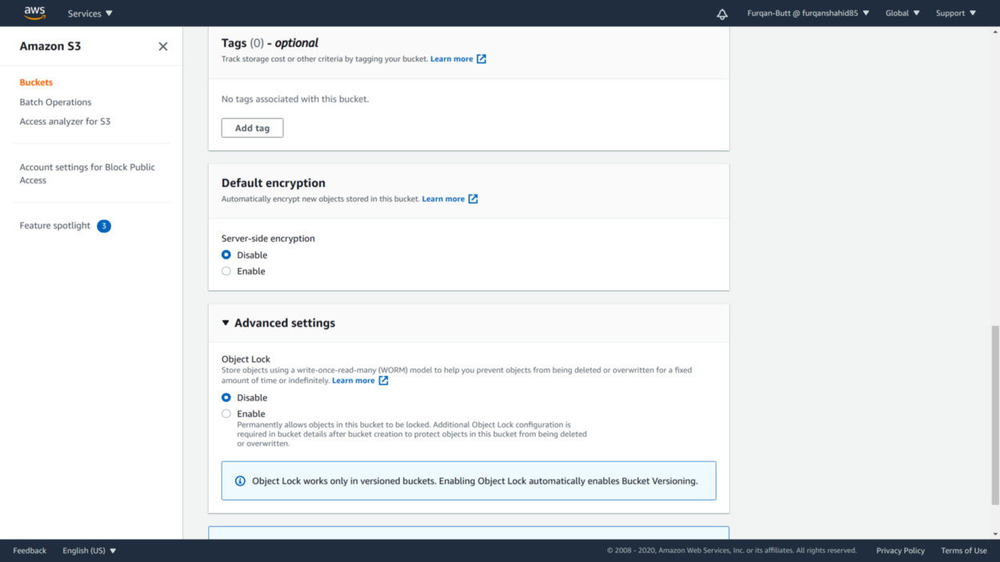 aws
Services
Furqan-Butt @ furqanshahid85
Global
Support
Amazon S3
Buckets
Batch Operations
Access analyzer for S3
Account settings for Block Public
Access
Feature spotlight 3
Tags (0) - optional
Track storage cost or other criteria by tagging your bucket. Learn more
No tags associated with this bucket.
Add tag
Default encryption
Automatically encrypt new objects stored in this bucket. Learn more
Server-side encryption
Disable
Enable
Advanced settings
Object Lock
Store objects using a write-once-read-many (WORM) model to help you prevent objects from being deleted or overwritten for a fixed
amount of time or indefinitely. Learn more
Disable
Enable
Permanently allows objects in this bucket to be locked. Additional Object Lock configuration is
required in bucket details after bucket creation to protect objects in this bucket from being deleted
or overwritten.
Object Lock works only in versioned buckets. Enabling Object Lock automatically enables Bucket Versioning.
Feedback
English (US)
© 2008 - 2020, Amazon Web Services, Inc. or its affiliates. All rights reserved.
Privacy Policy
Terms of Use